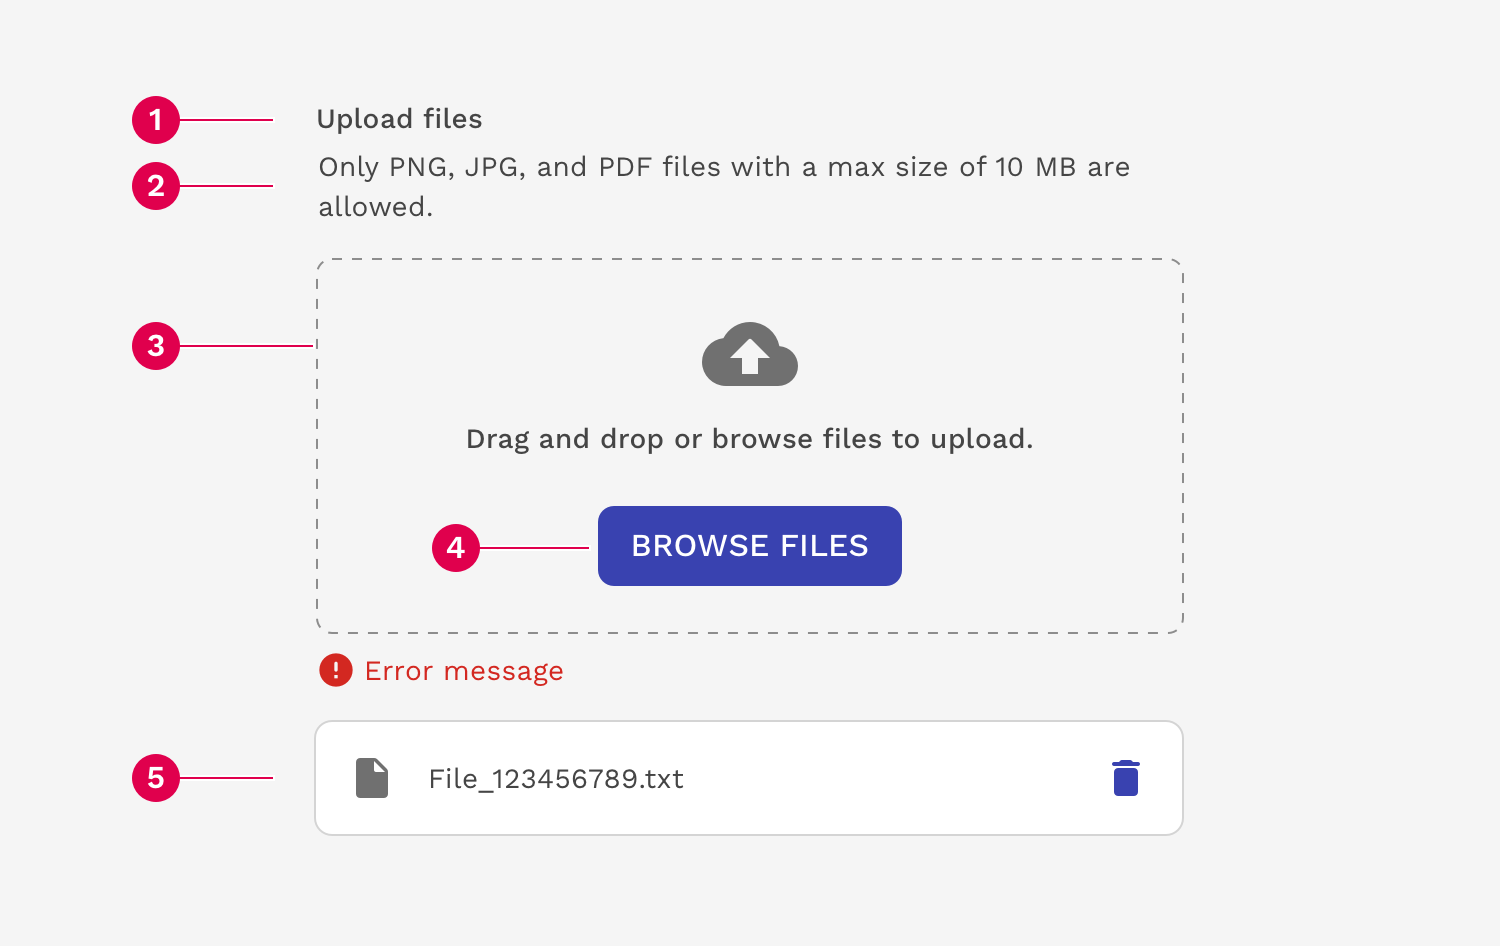 1
Upload files
2
Only PNG, JPG, and PDF files with a max size of 10 MB are
allowed.
3
Drag and drop or browse files to upload.
4
BROWSE FILES
! Error message
5
File_123456789.txt